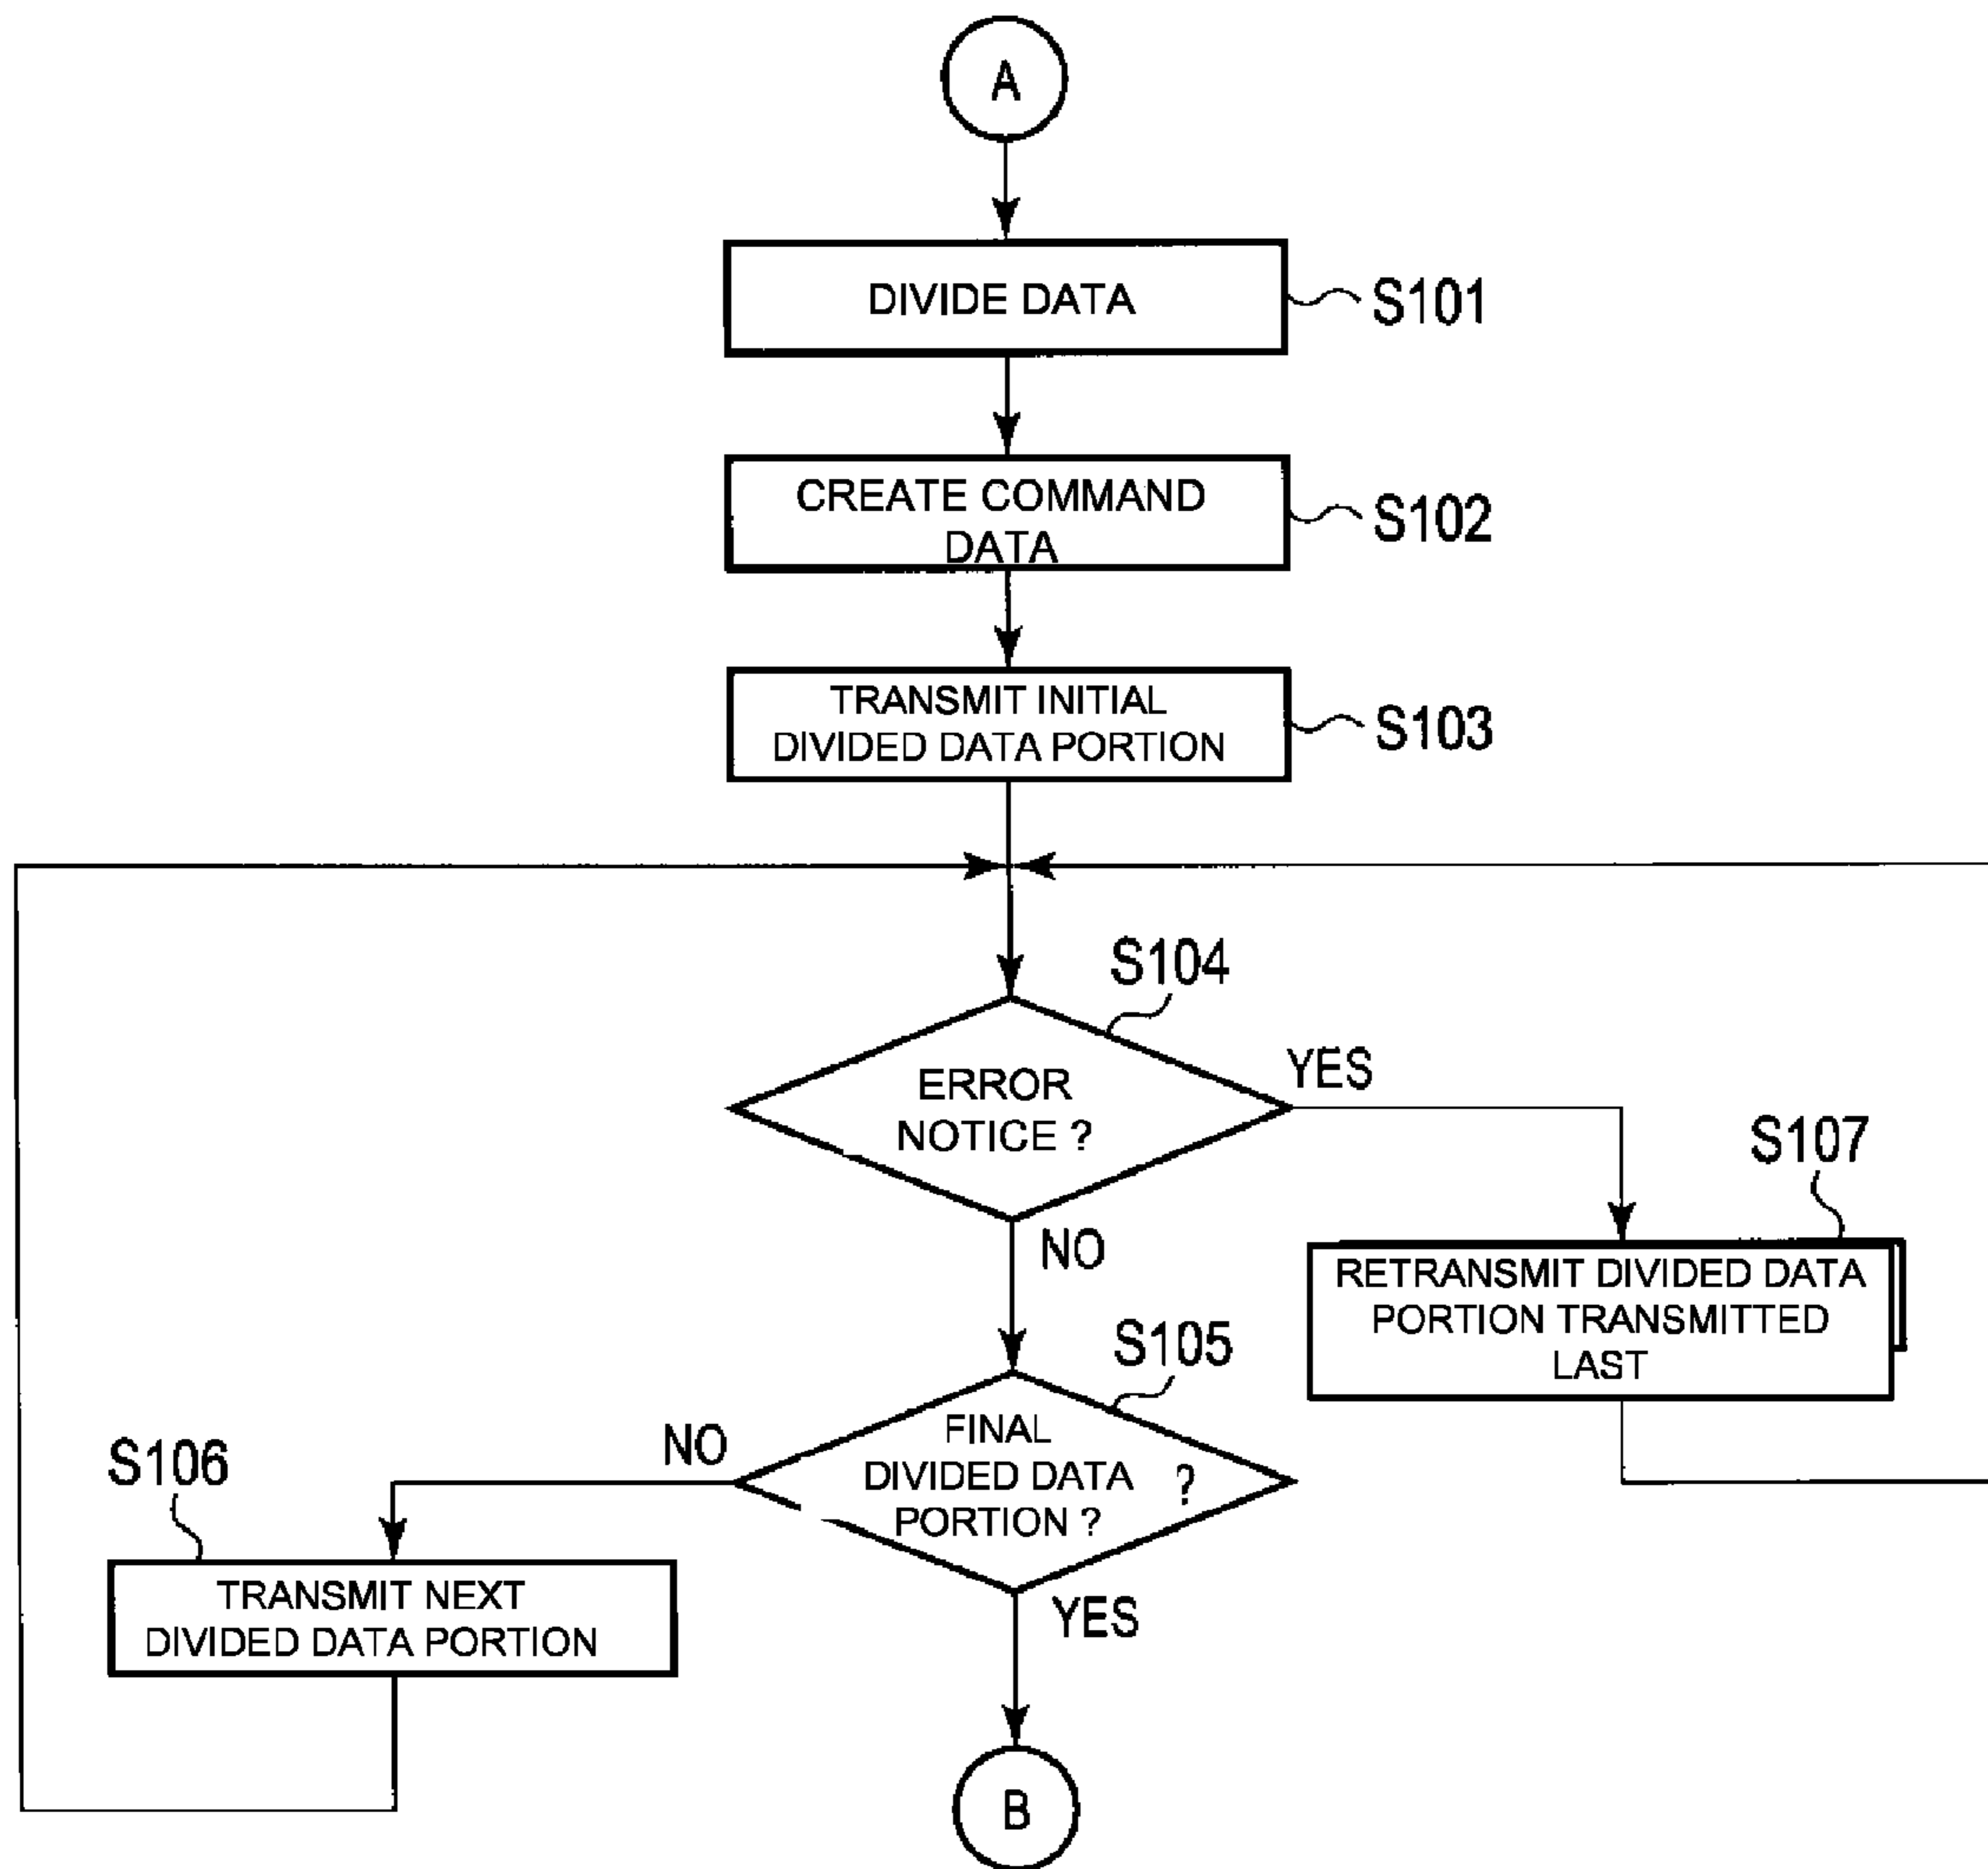 A
DIVIDE DATA
S101
CREATE COMMAND
DATA
S102
TRANSMIT INITIAL
DIVIDED DATA PORTION
S103
S104
ERROR
NOTICE ?
YES
NO
S107
RETRANSMIT DIVIDED DATA
PORTION TRANSMITTED
LAST
S105
FINAL
DIVIDED DATA ?
PORTION ?
NO
YES
S106
TRANSMIT NEXT
DIVIDED DATA PORTION
B